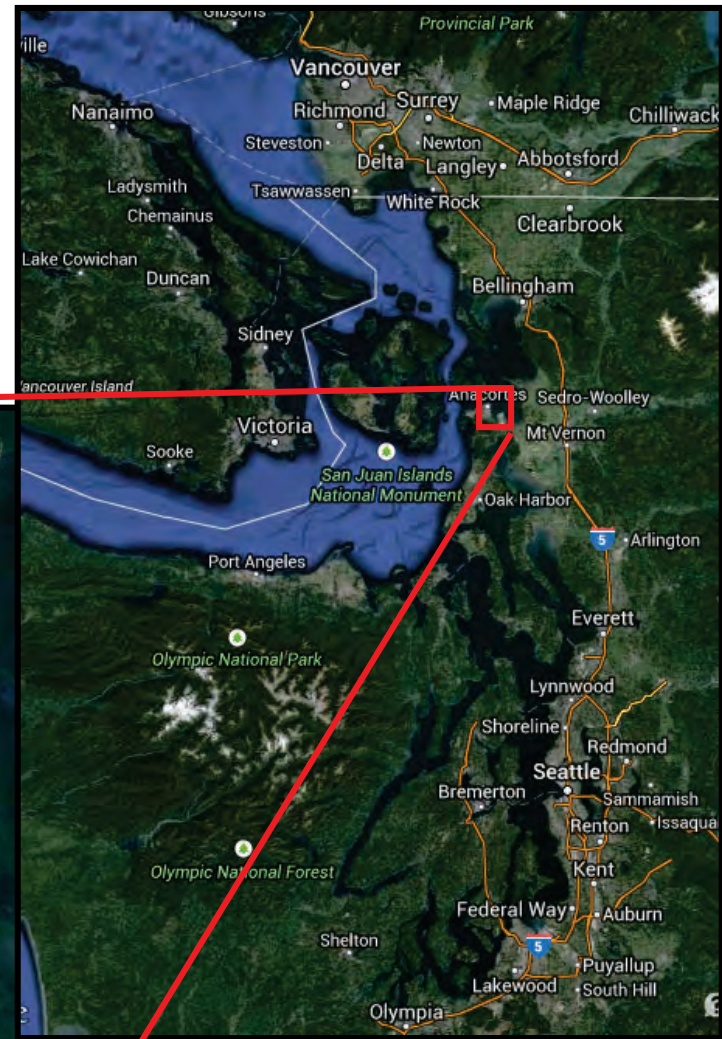 Gibsons
Provincial Park
ville
Vancouver
Nanaimo
Richmond
Surrey
Maple Ridge
Chilliwack
Steveston
Newton
Delta
Langley
Abbotsford
Ladysmith
Tsawwassen
White Rock
Chemainus
Clearbrook
Lake Cowichan
Duncan
Bellingham
Sidney
Vancouver Island
Anacortes
Sedro-Woolley
Victoria
Mt Vernon
Sooke
San Juan Islands
National Monument
Oak Harbor
5
Arlington
Port Angeles
Everett
Olympic National Park
Lynnwood
Shoreline
Redmond
Seattle
Bremerton
Sammamish
Renton
Issaqua
Kent
Olympic National Forest
Federal Way
Auburn
Shelton
5
Puyallup
Lakewood
South Hill
Olympia